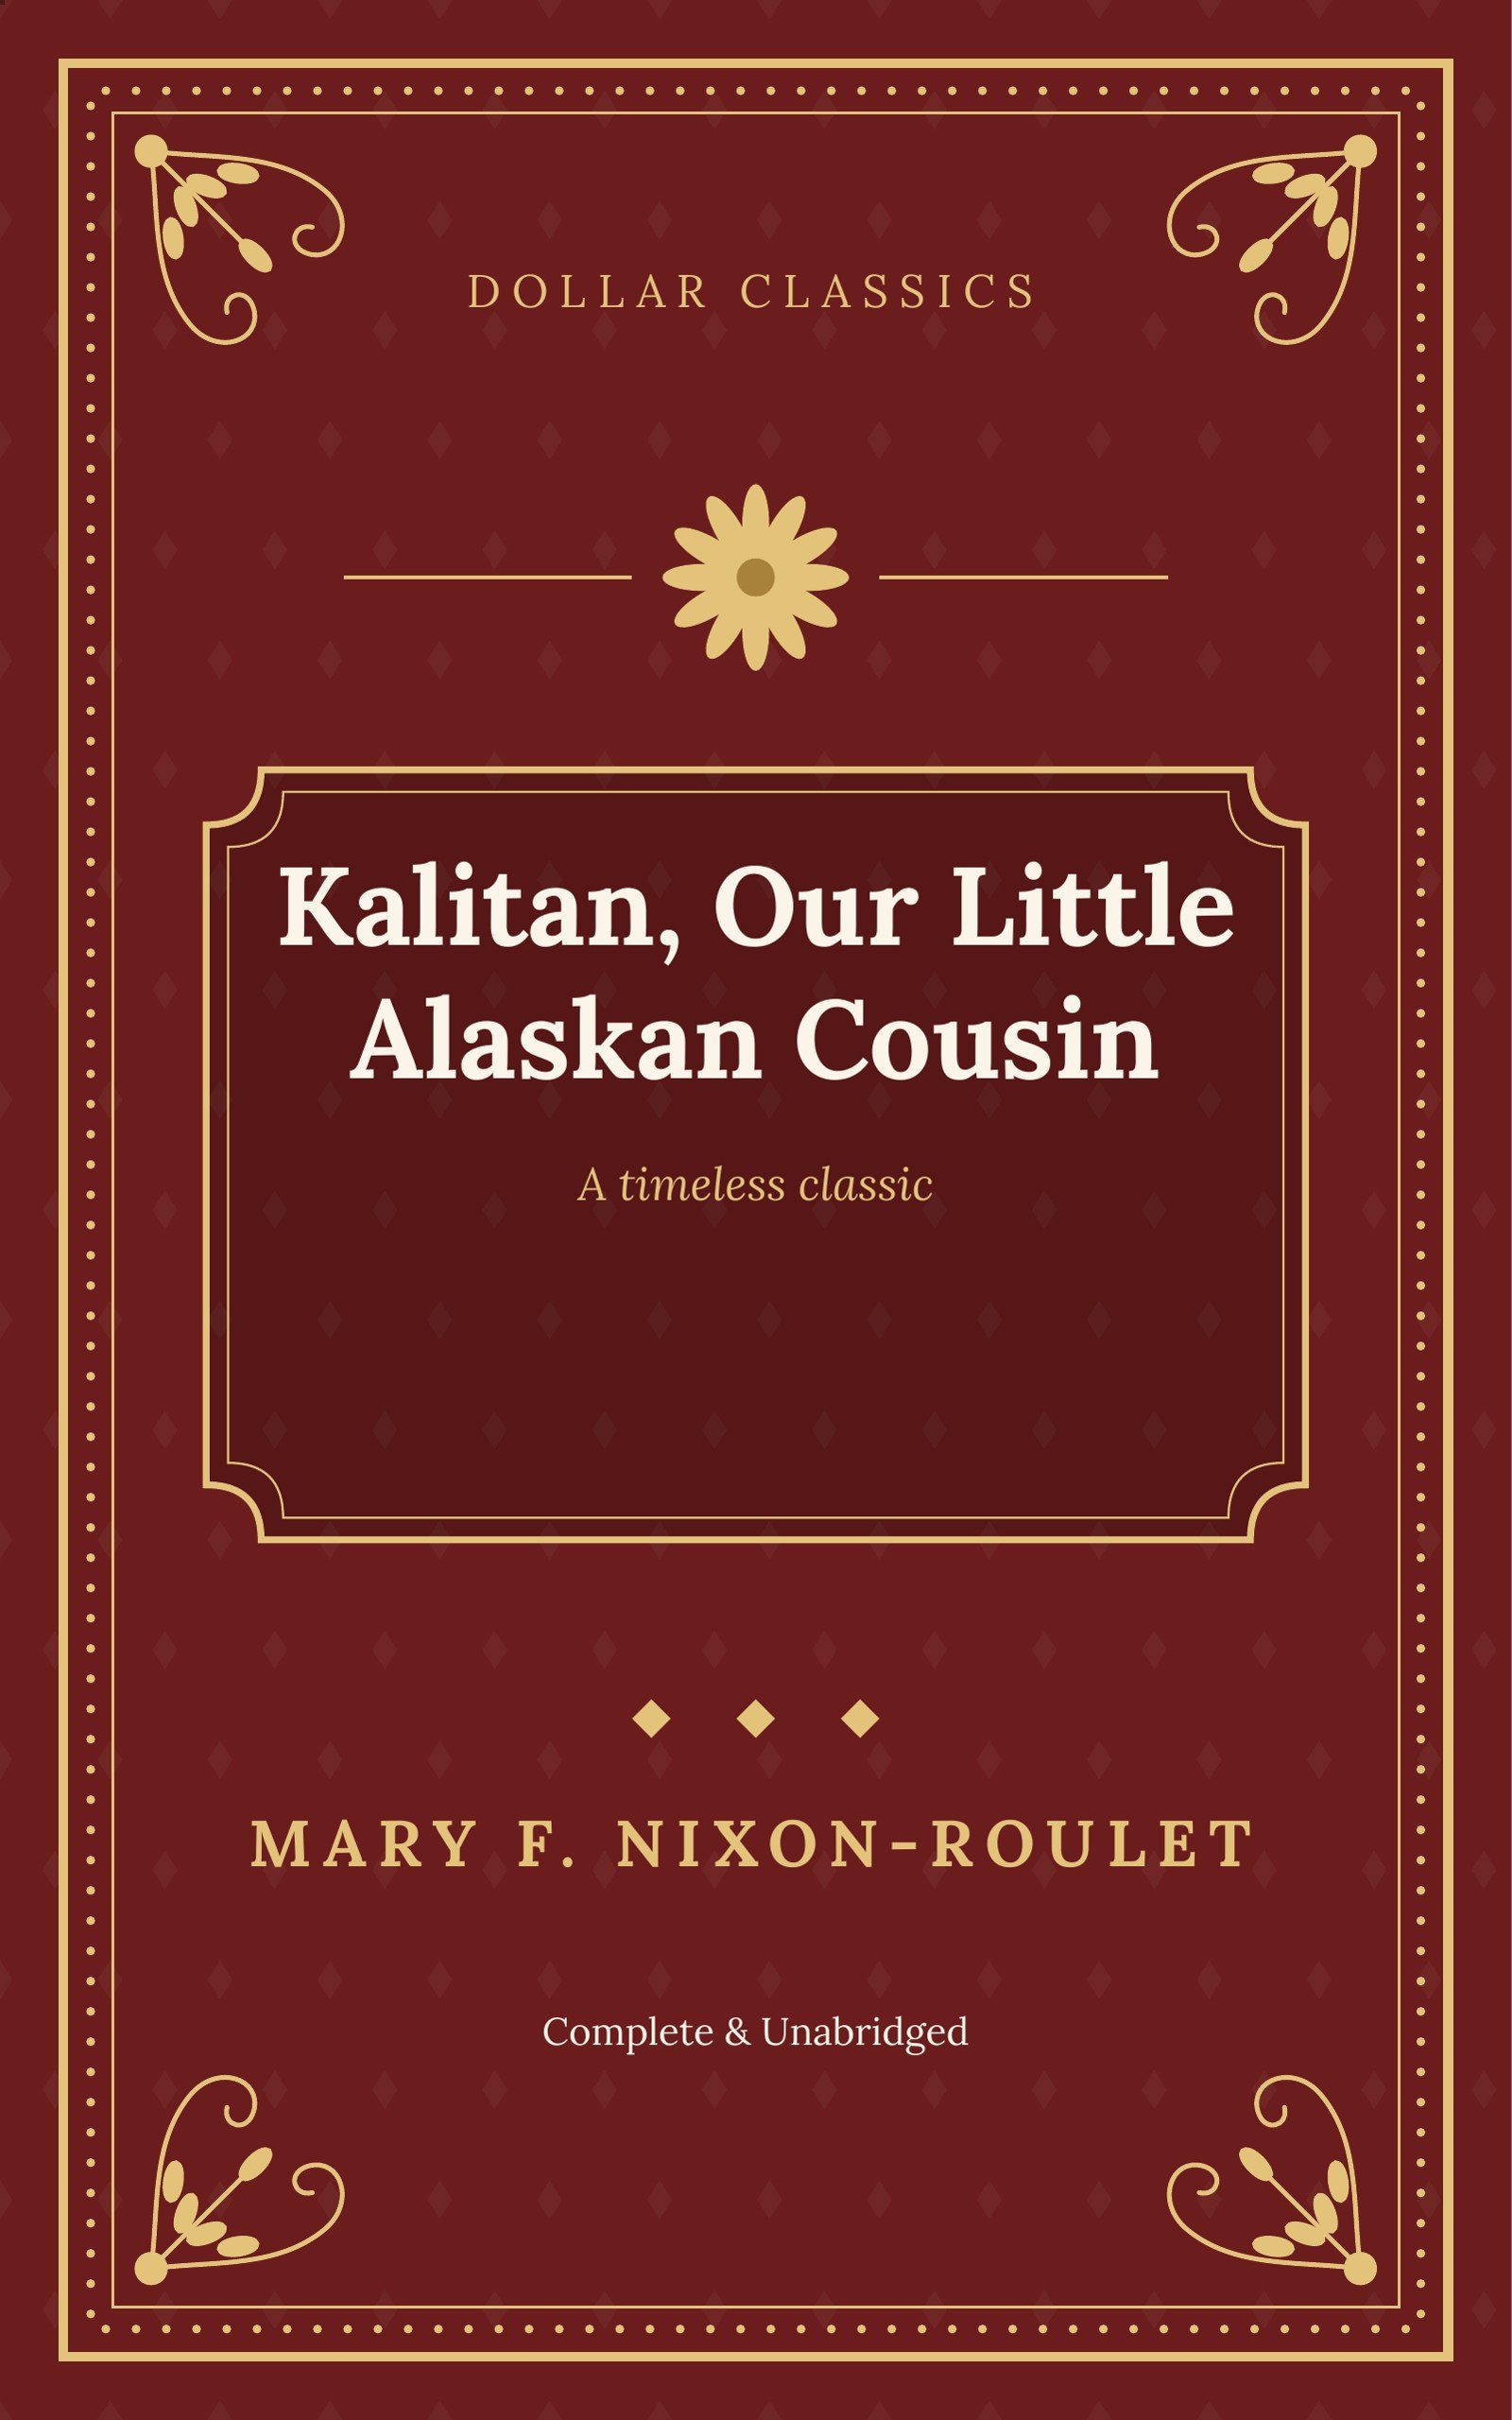 DOLLAR CLASSICS
Kalitan, Our Little
Alaskan Cousin
A timeless classic
MARY F. NIXON-ROULET
Complete & Unabridged